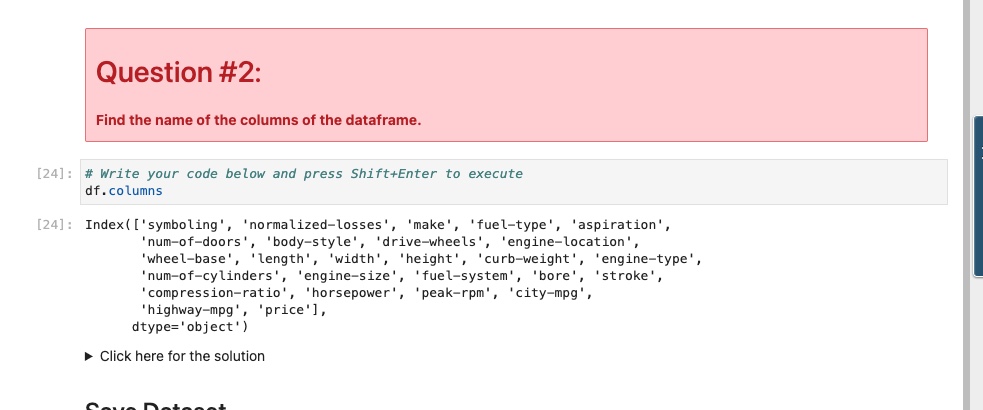 Question #2:
Find the name of the columns of the dataframe.
[24]: # Write your code below and press Shift+Enter to execute
df.columns
[24]: Index(['symboling', 'normalized-losses', 'make', 'fuel-type', 'aspiration',
'num-of-doors', 'body-style', 'drive-wheels', 'engine-location',
'wheel-base', 'length', 'width', 'height', 'curb-weight', 'engine-type',
'num-of-cylinders', 'engine-size', 'fuel-system', 'bore', 'stroke',
'compression-ratio', 'horsepower', 'peak-rpm', 'city-mpg',
'highway-mpg', 'price'],
dtype='object')
▶ Click here for the solution
Save Dataset